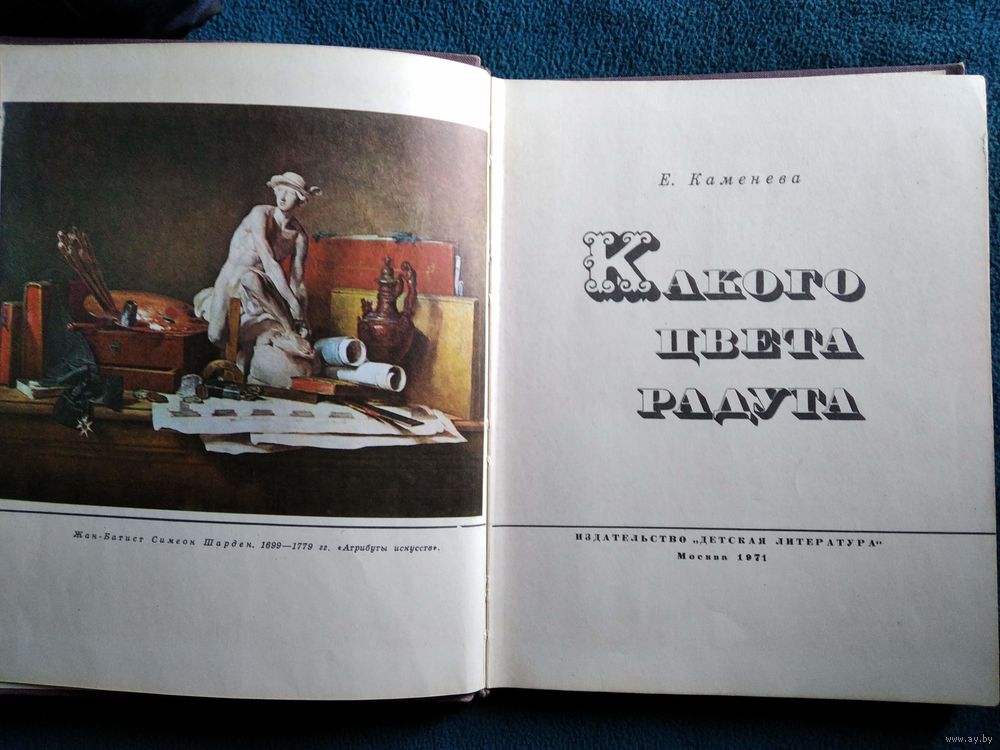 Жан-Батист Симеон Шарден. 1699—1779 гг. «Атрибуты искусств».
Е. Каменева
КАКОГО
ЦВЕТА
РАДУГА
ИЗДАТЕЛЬСТВО „ДЕТСКАЯ ЛИТЕРАТУРА“
Москва 1971
www.ay.by